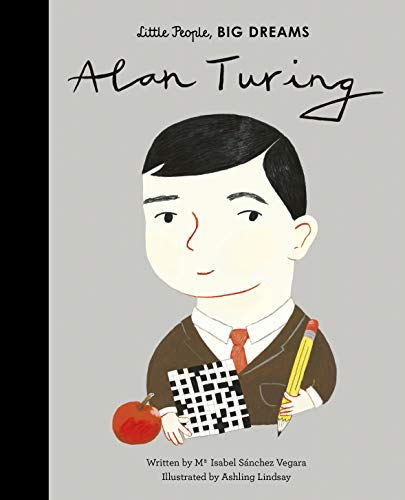 Little People, BIG DREAMS
Alan Turing
Written by Mª Isabel Sánchez Vegara
Illustrated by Ashling Lindsay